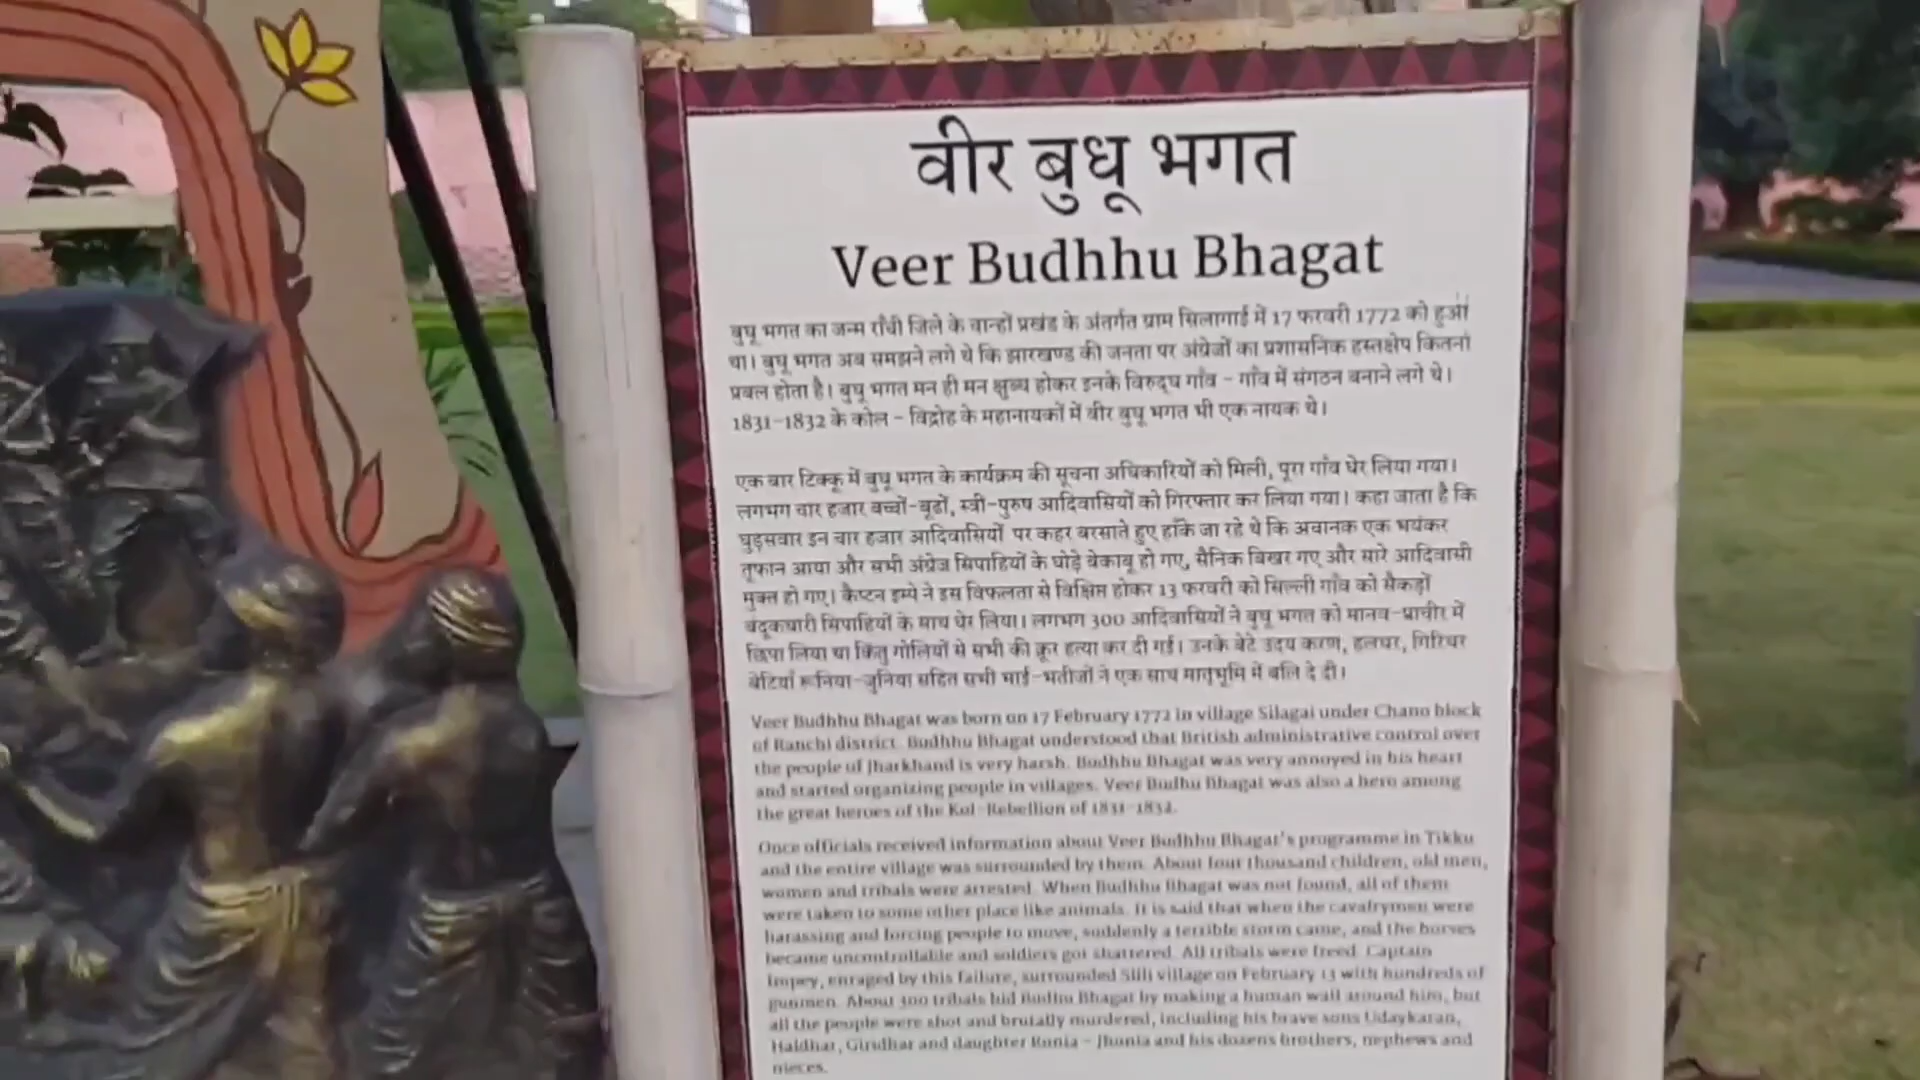 वीर बुधू भगत
Veer Budhhu Bhagat
बुधू भगत का जन्म राँची जिले के चान्हों प्रखंड के अंतर्गत ग्राम सिलागाई में 17 फरवरी 1772 को हुआ
था। बुधू भगत अब समझने लगे थे कि झारखण्ड की जनता पर अंग्रेजों का प्रशासनिक हस्तक्षेप कितना
प्रबल होता है। बुधू भगत मन ही मन क्षुब्ध होकर इनके विरुद्ध गाँव - गाँव में संगठन बनाने लगे थे।
1831-1832 के कोल - विद्रोह के महानायकों में वीर बुधू भगत भी एक नायक थे।
एक बार टिक्कू में बुधू भगत के कार्यक्रम की सूचना अधिकारियों को मिली, पूरा गाँव घेर लिया गया।
लगभग चार हजार बच्चों-बूढों, स्त्री-पुरुष आदिवासियों को गिरफ्तार कर लिया गया। कहा जाता है कि
घुड़सवार इन चार हजार आदिवासियों पर कहर बरसाते हुए हाँके जा रहे थे कि अचानक एक भयंकर
तूफान आया और सभी अंग्रेज सिपाहियों के घोड़े बेकाबू हो गए, सैनिक बिखर गए और सारे आदिवासी
मुक्त हो गए। कैप्टन इम्पे ने इस विफलता से विक्षिप्त होकर 13 फरवरी को सिल्ली गाँव को सैकड़ों
बंदूकधारी सिपाहियों के साथ घेर लिया। लगभग 300 आदिवासियों ने बुधू भगत को मानव-प्राचीर में
छिपा लिया था किंतु गोलियों से सभी की क्रूर हत्या कर दी गई। उनके बेटे उदय करण, हलधर, गिरिधर
बेटियाँ रूनिया-जुनिया सहित सभी भाई-भतीजों ने एक साथ मातृभूमि में बलि दे दी।
Veer Budhhu Bhagat was born on 17 February 1772 in village Silagai under Chano block
of Ranchi district. Budhhu Bhagat understood that British administrative control over
the people of Jharkhand is very harsh. Budhhu Bhagat was very annoyed in his heart
and started organizing people in villages. Veer Budhu Bhagat was also a hero among
the great heroes of the Kol-Rebellion of 1831-1832.
Once officials received information about Veer Budhhu Bhagat's programme in Tikku
and the entire village was surrounded by them. About four thousand children, old men,
women and tribals were arrested. When Budhhu Bhagat was not found, all of them
were taken to some other place like animals. It is said that when the cavalrymen were
harassing and forcing people to move, suddenly a terrible storm came, and the horses
became uncontrollable and soldiers got shattered. All tribals were freed. Captain
Impey, enraged by this failure, surrounded Silli village on February 13 with hundreds of
gunmen. About 300 tribals hid Budhu Bhagat by making a human wall around him, but
all the people were shot and brutally murdered, including his brave sons Udaykaran,
Haldhar, Giridhar and daughter Runia - Jhunia and his dozens brothers, nephews and
nieces.